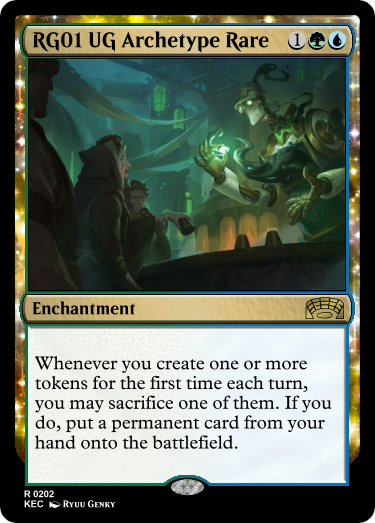 RG01 UG Archetype Rare 1
Enchantment
Whenever you create one or more
tokens for the first time each turn,
you may sacrifice one of them. If you
do, put a permanent card from your
hand onto the battlefield.
R 0202
KEC Ryuu Genky